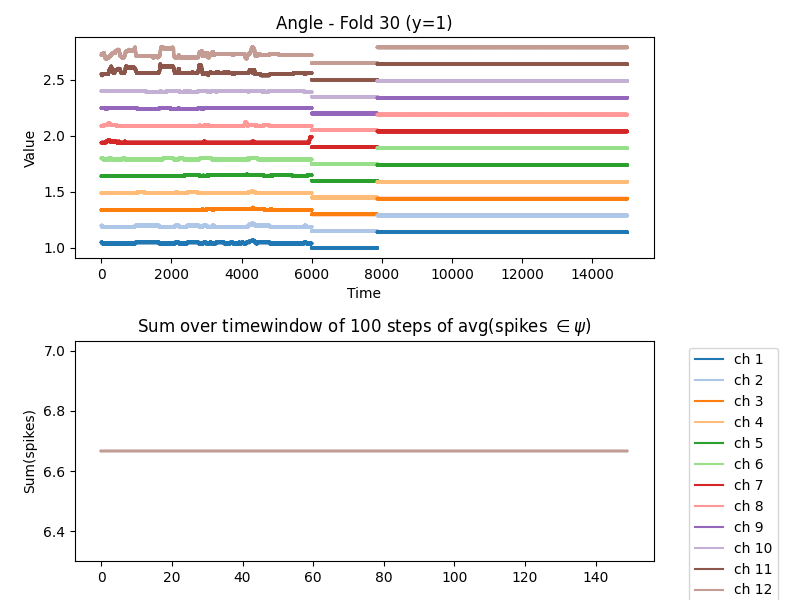 Angle - Fold 30 (y=1)
Value
2.5
2.0
1.5
1.0
0 2000 4000 6000 8000 10000 12000 14000
Time
Sum over timewindow of 100 steps of avg(spikes ∈ ψ)
Sum(spikes)
7.0
6.8
6.6
6.4
0 20 40 60 80 100 120 140
ch 1
ch 2
ch 3
ch 4
ch 5
ch 6
ch 7
ch 8
ch 9
ch 10
ch 11
ch 12